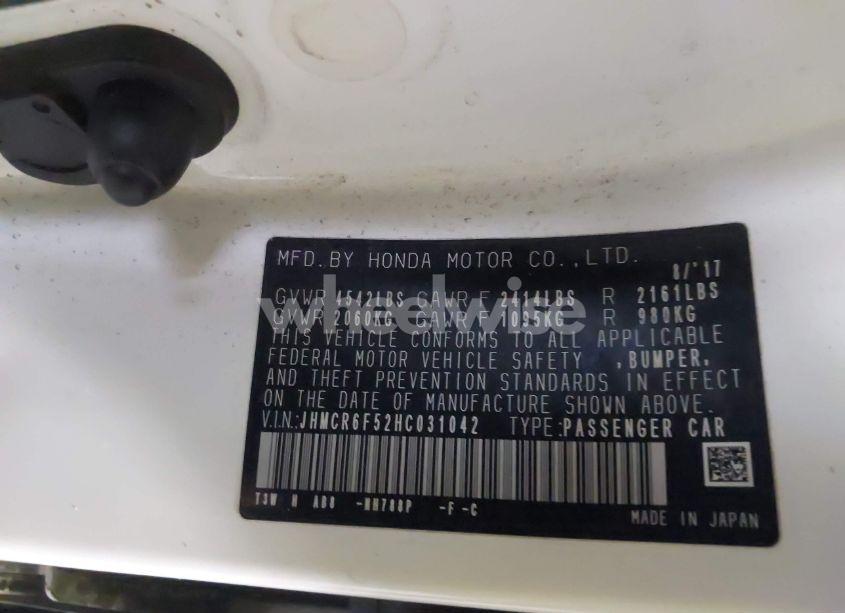 MFD. BY HONDA MOTOR CO., LTD. 8/'17
GVWR 4542LBS GAWR F 2414LBS R 2161LBS
GVWR 2060KG GAWR F 1095KG R 980KG
wheelwise
THIS VEHICLE CONFORMS TO ALL APPLICABLE
FEDERAL MOTOR VEHICLE SAFETY , BUMPER,
AND THEFT PREVENTION STANDARDS IN EFFECT
ON THE DATE OF MANUFACTURE SHOWN ABOVE.
V.I.N.: JHMCR6F52HC031042 TYPE: PASSENGER CAR
T3W N AB0 -NH788P -F -C
MADE IN JAPAN